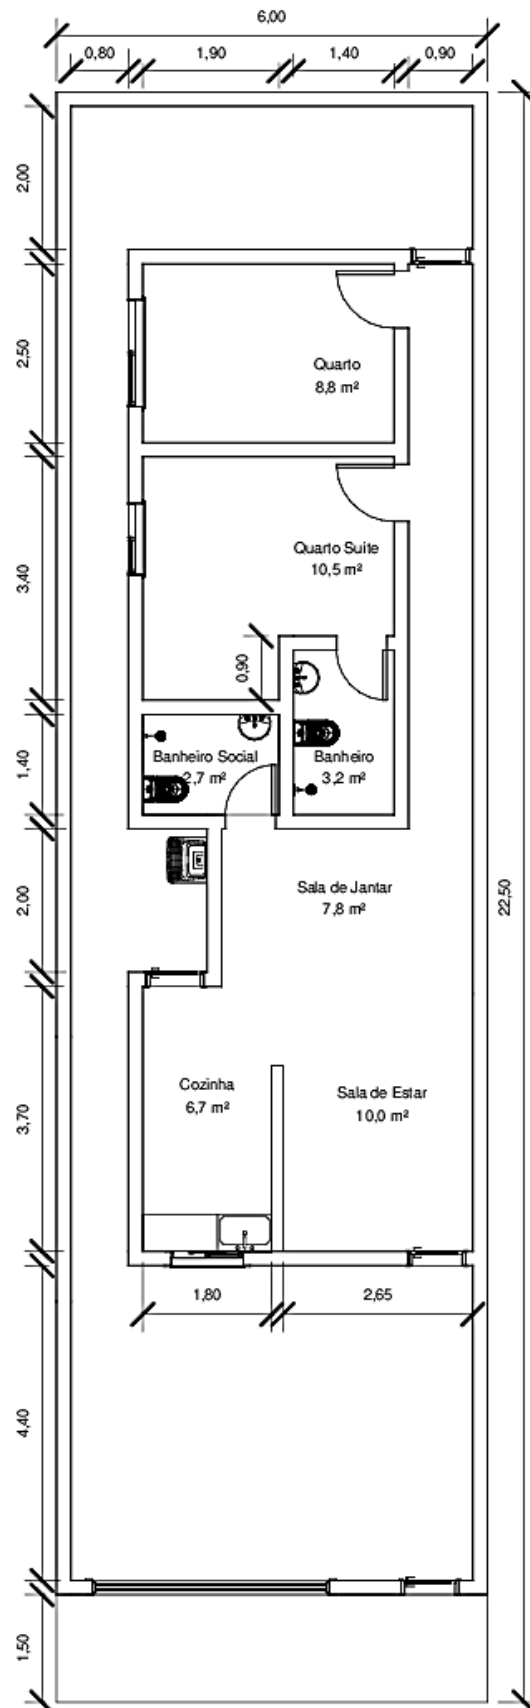 6,00
0,80
1,90
1,40
0,90
2,00
2,50
Quarto
8,8 m²
3,40
Quarto Suite
10,5 m²
0,90
1,40
Banheiro Social
2,7 m²
Banheiro
3,2 m²
2,00
Sala de Jantar
7,8 m²
22,50
3,70
Cozinha
6,7 m²
Sala de Estar
10,0 m²
1,80
2,65
4,40
1,50